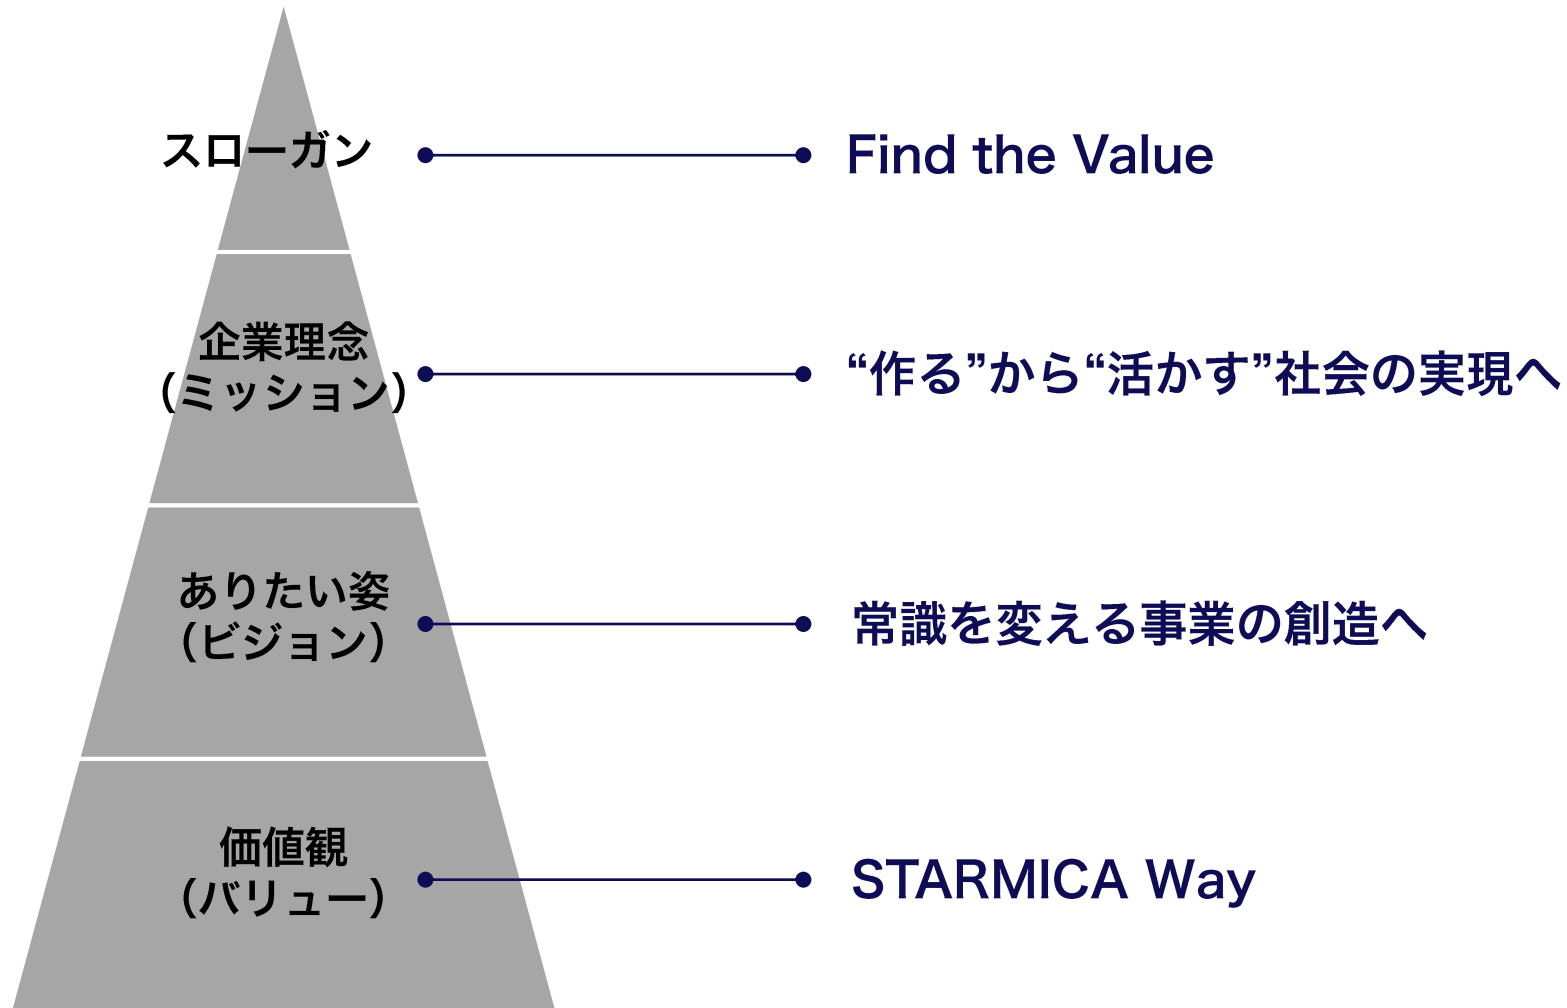 スローガン
Find the Value
企業理念
(ミッション)
“作る”から“活かす”社会の実現へ
ありたい姿
(ビジョン)
常識を変える事業の創造へ
価値観
(バリュー)
STARMICA Way